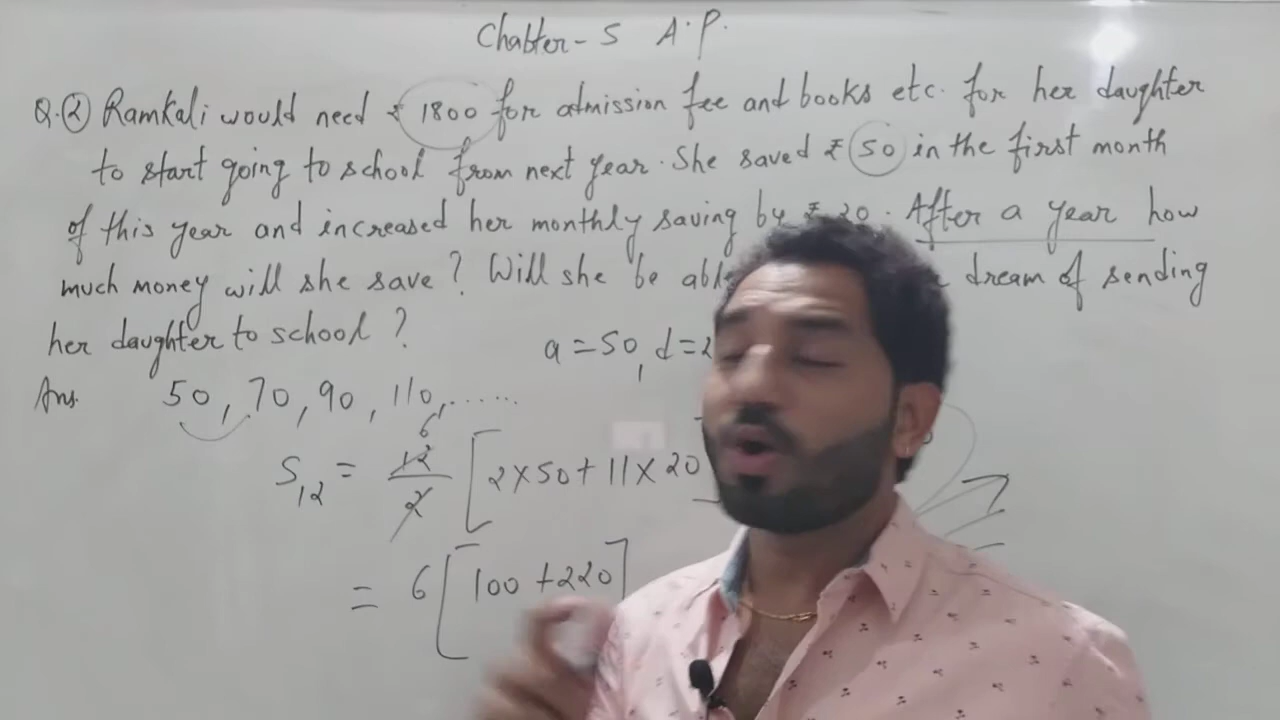 Chabter - 5 A.P.
Q.② Ramkali would need ₹ 1800 for admission fee and books etc. for her daughter
to start going to school from next year. She saved ₹ 50 in the first month
of this year and increased her monthly saving by ₹ 20. After a year how
much money will she save? Will she be able dream of sending
her daughter to school?
a = 50, d = 2
Ans. 50, 70, 90, 110, ......
6
S12 = 12/2 [2×50+11×20]
= 6[100+220]